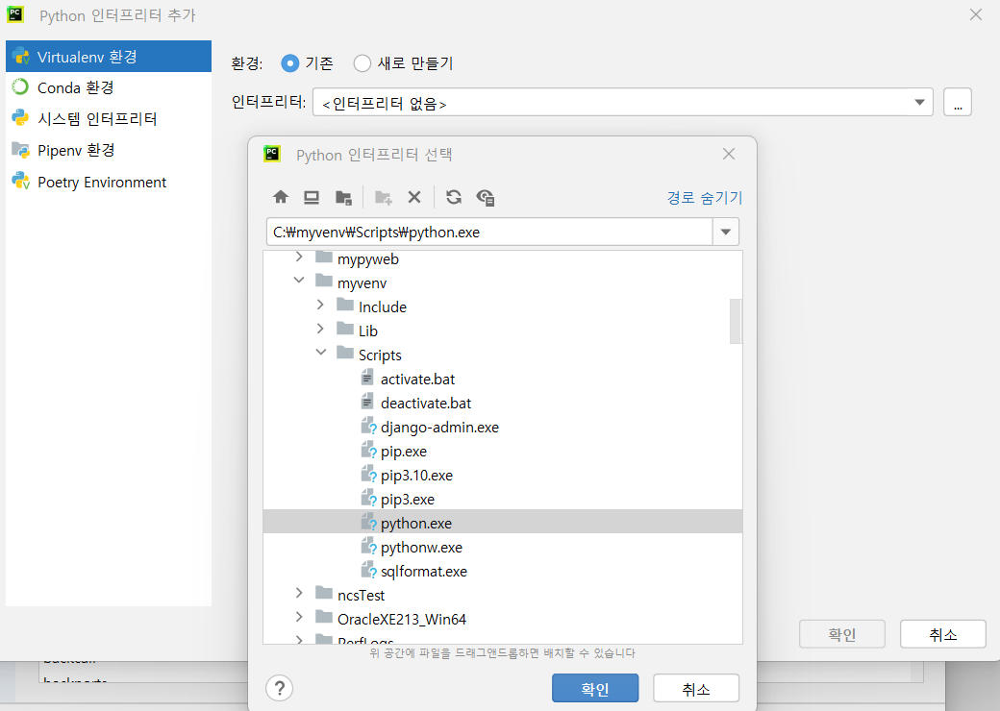 Python 인터프리터 추가
Virtualenv 환경
Conda 환경
시스템 인터프리터
Pipenv 환경
Poetry Environment
환경: 기존 새로 만들기
인터프리터: <인터프리터 없음> ...
Python 인터프리터 선택
경로 숨기기
C:₩myvenv₩Scripts₩python.exe
mypyweb
myvenv
Include
Lib
Scripts
activate.bat
deactivate.bat
django-admin.exe
pip.exe
pip3.10.exe
pip3.exe
python.exe
pythonw.exe
sqlformat.exe
ncsTest
OracleXE213_Win64
PerfLogs
위 공간에 파일을 드래그앤드롭하면 배치할 수 있습니다
? 확인 취소
확인 취소